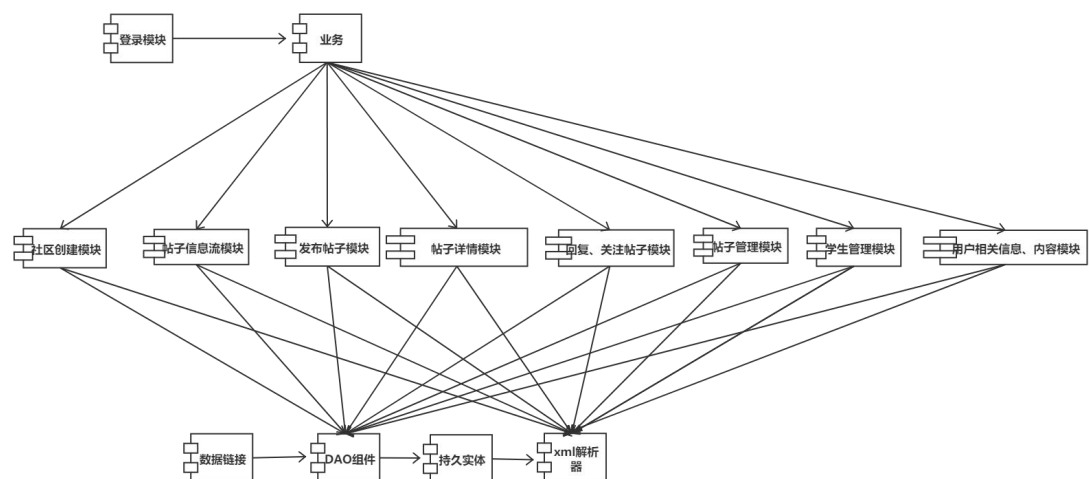 登录模块
业务
社区创建模块
帖子信息流模块
发布帖子模块
帖子详情模块
回复、关注帖子模块
帖子管理模块
学生管理模块
用户相关信息、内容模块
数据链接
DAO组件
持久实体
xml解析
器